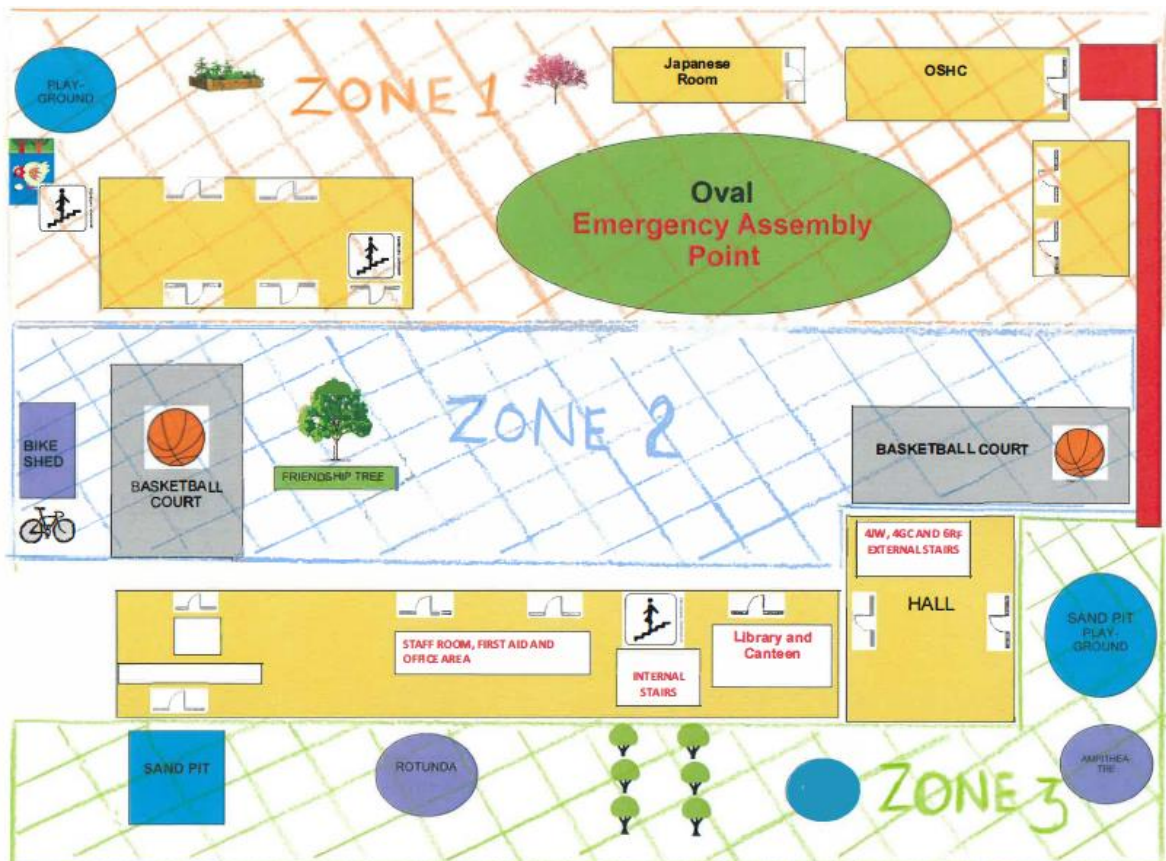 PLAY-
GROUND
ZONE 1
Japanese
Room
OSHC
Oval
Emergency Assembly
Point
ZONE 2
BIKE
SHED
BASKETBALL
COURT
FRIENDSHIP TREE
BASKETBALL COURT
4JW, 4GC AND 6RF
EXTERNAL STAIRS
HALL
SAND PIT
PLAY-
GROUND
STAFF ROOM, FIRST AID AND
OFFICE AREA
INTERNAL
STAIRS
Library and
Canteen
SAND PIT
ROTUNDA
AMPITHEA-
TRE
ZONE 3